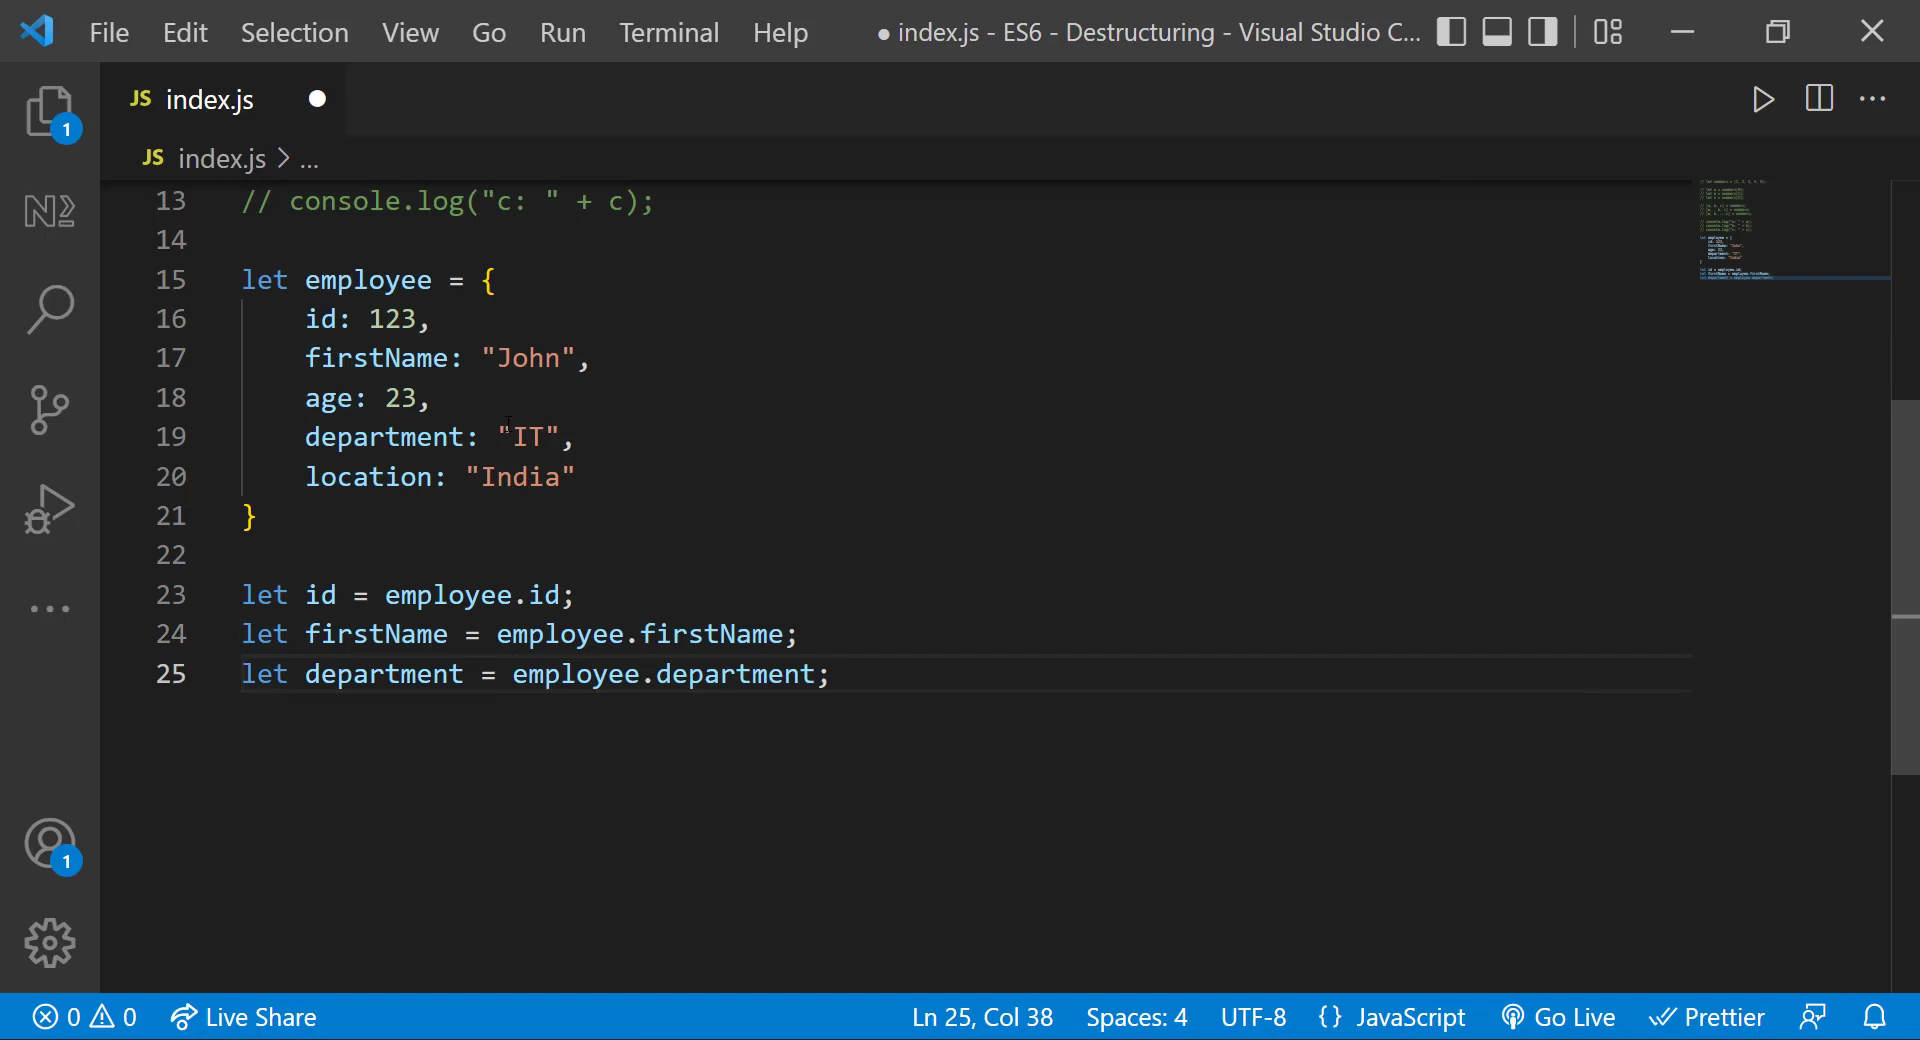 File Edit Selection View Go Run Terminal Help ● index.js - ES6 - Destructuring - Visual Studio C...
JS index.js
JS index.js > ...
13 // console.log("c: " + c);
14
15 let employee = {
16 id: 123,
17 firstName: "John",
18 age: 23,
19 department: "IT",
20 location: "India"
21 }
22
23 let id = employee.id;
24 let firstName = employee.firstName;
25 let department = employee.department;
1
1
0 0 Live Share Ln 25, Col 38 Spaces: 4 UTF-8 {} JavaScript Go Live Prettier